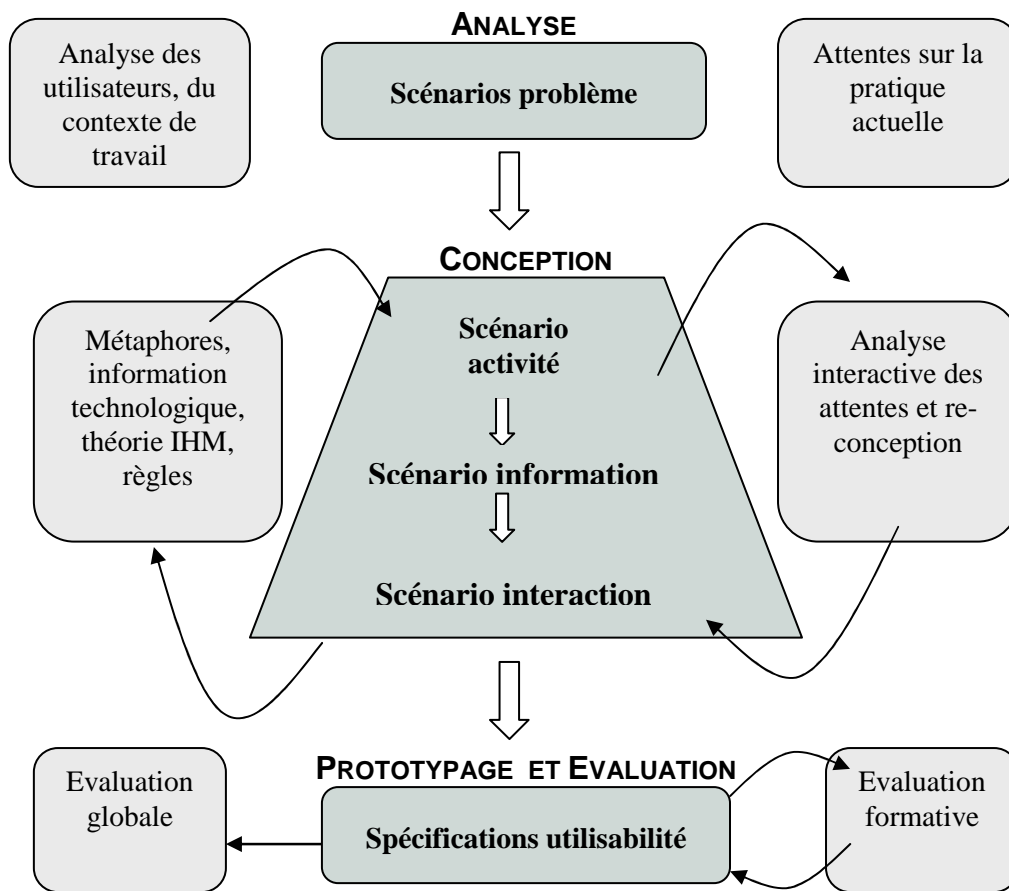 ANALYSE
Analyse des
utilisateurs, du
contexte de
travail
Scénarios problème
Attentes sur la
pratique
actuelle
CONCEPTION
Métaphores,
information
technologique,
théorie IHM,
règles
Scénario
activité
Scénario information
Scénario interaction
Analyse
interactive des
attentes et re-
conception
PROTOTYPAGE ET EVALUATION
Evaluation
globale
Spécifications utilisabilité
Evaluation
formative